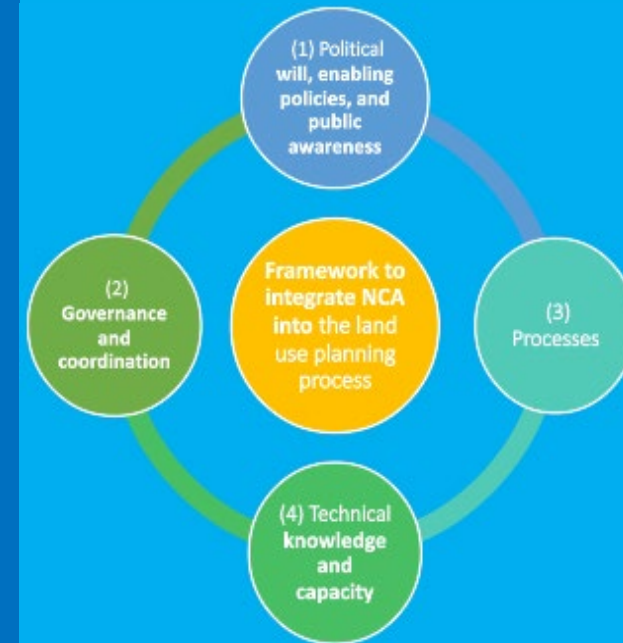 (1) Political
will, enabling
policies, and
public
awareness
(2)
Governance
and
coordination
Framework to
integrate NCA
into the land
use planning
process
(3)
Processes
(4) Technical
knowledge
and
capacity